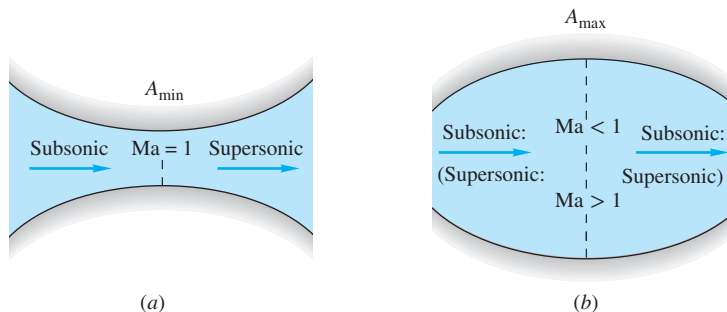 A_min
Subsonic Ma = 1 Supersonic
(a)
A_max
Ma < 1
Subsonic: Subsonic:
(Supersonic: Supersonic)
Ma > 1
(b)